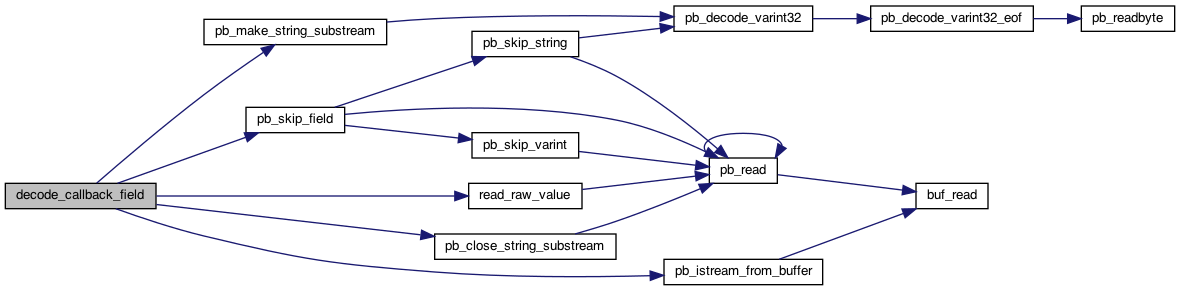 pb_decode_varint32
pb_decode_varint32_eof
pb_readbyte
pb_make_string_substream
pb_skip_string
pb_skip_field
pb_skip_varint
pb_read
decode_callback_field
read_raw_value
buf_read
pb_close_string_substream
pb_istream_from_buffer